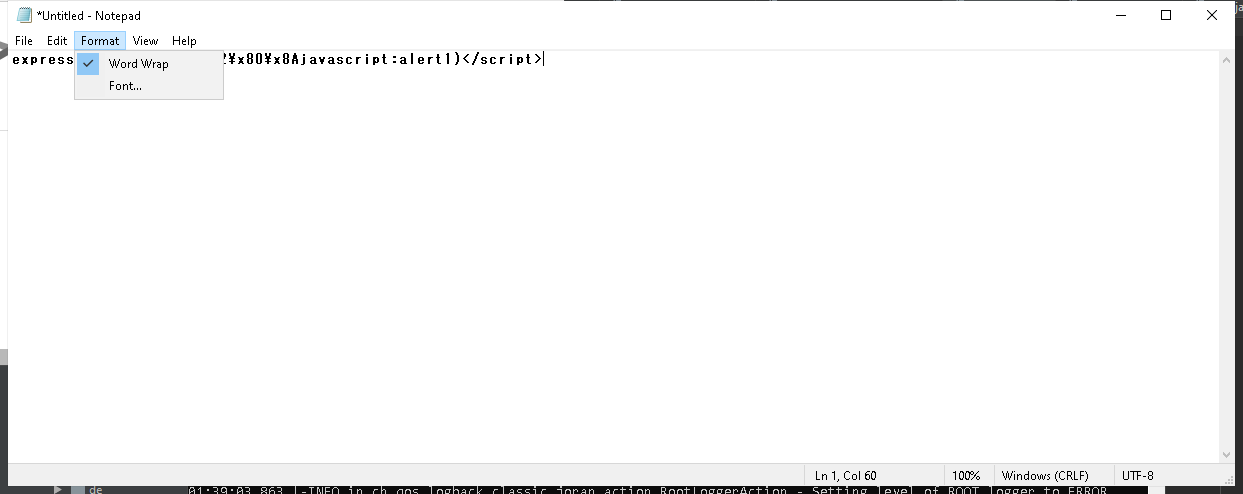 *Untitled - Notepad
File Edit Format View Help
express 2¥x80¥x8Ajavascript:alert1)</script>
Word Wrap
Font...
Ln 1, Col 60 100% Windows (CRLF) UTF-8
de 01:39:03,863 |-INFO in ch.qos.logback.classic.joran.action.RootLoggerAction - Setting level of ROOT logger to ERROR